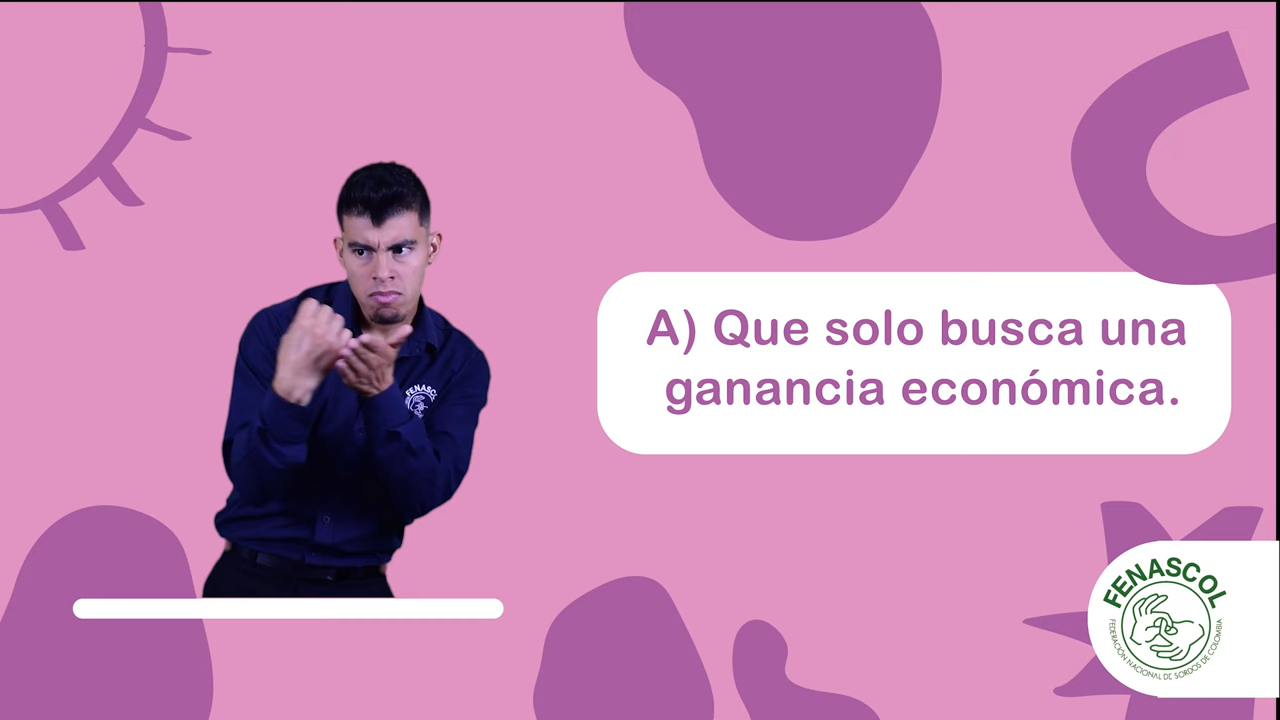 A) Que solo busca una
ganancia económica.
FENASCOL
FENASCOL
FEDERACIÓN NACIONAL DE SORDOS DE COLOMBIA